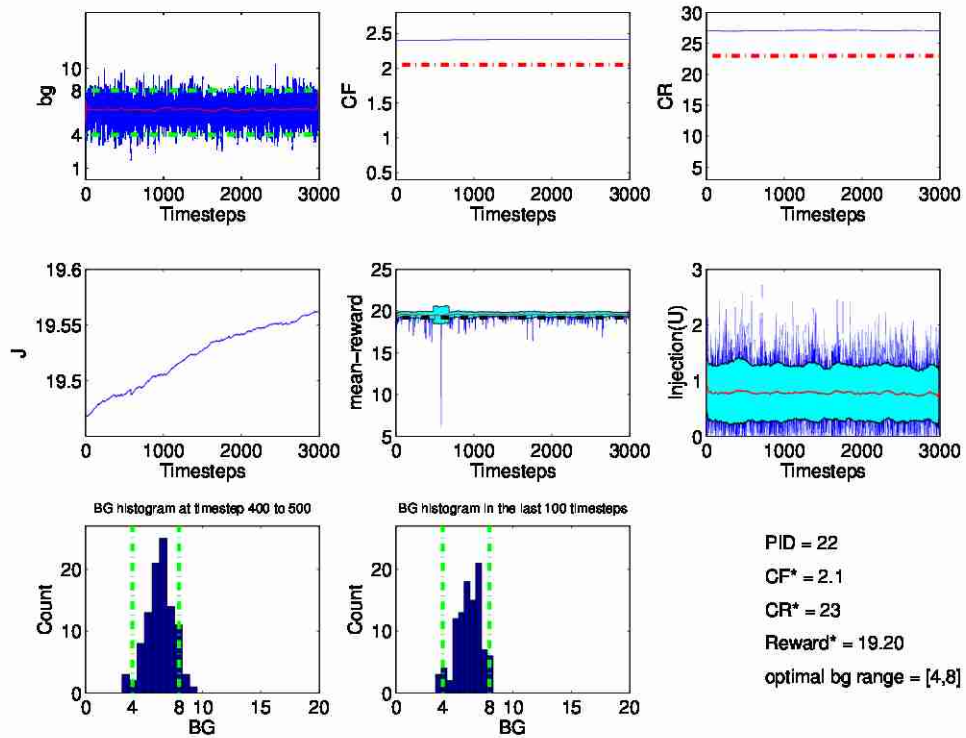 bg
10
8
4
1
0
1000
2000
3000
Timesteps
CF
2.5
2
1.5
1
0.5
0
1000
2000
3000
Timesteps
CR
30
25
20
15
10
5
0
1000
2000
3000
Timesteps
J
19.6
19.55
19.5
0
1000
2000
3000
Timesteps
mean-reward
25
20
15
10
5
0
1000
2000
3000
Timesteps
Injection(U)
3
2
1
0
0
1000
2000
3000
Timesteps
BG histogram at timestep 400 to 500
Count
20
10
0
0
4
8
10
20
BG
BG histogram in the last 100 timesteps
Count
20
10
0
0
4
8
10
20
BG
PID = 22
CF* = 2.1
CR* = 23
Reward* = 19.20
optimal bg range = [4,8]